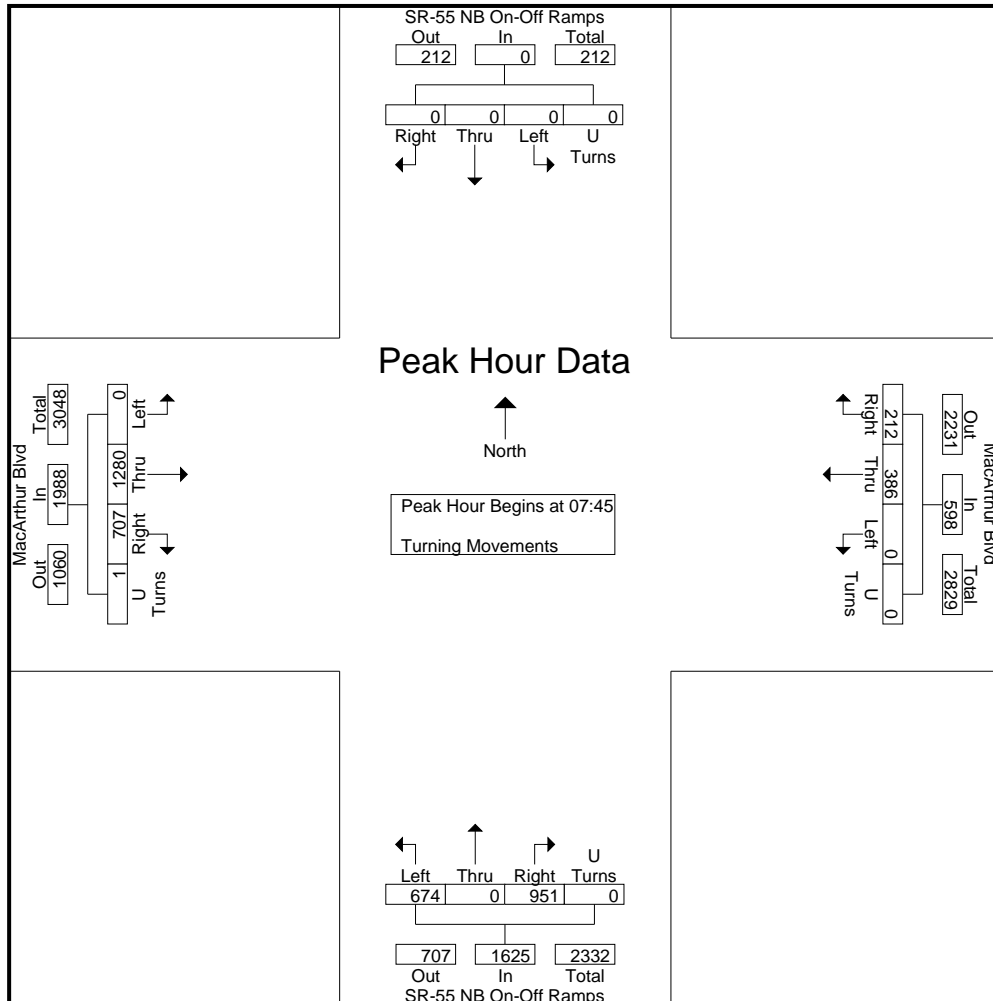 SR-55 NB On-Off Ramps
Out In Total
212 0 212
0 0 0 0
Right Thru Left U Turns
Peak Hour Data
North
Peak Hour Begins at 07:45
Turning Movements
MacArthur Blvd
Total In Out
3048 1988 1060
0 1280 707 1
Left Thru Right U Turns
MacArthur Blvd
Out In Total
2231 598 2829
212 386 0 0
Right Thru Left U Turns
Left Thru Right U Turns
674 0 951 0
707 1625 2332
Out In Total
SR-55 NB On-Off Ramps